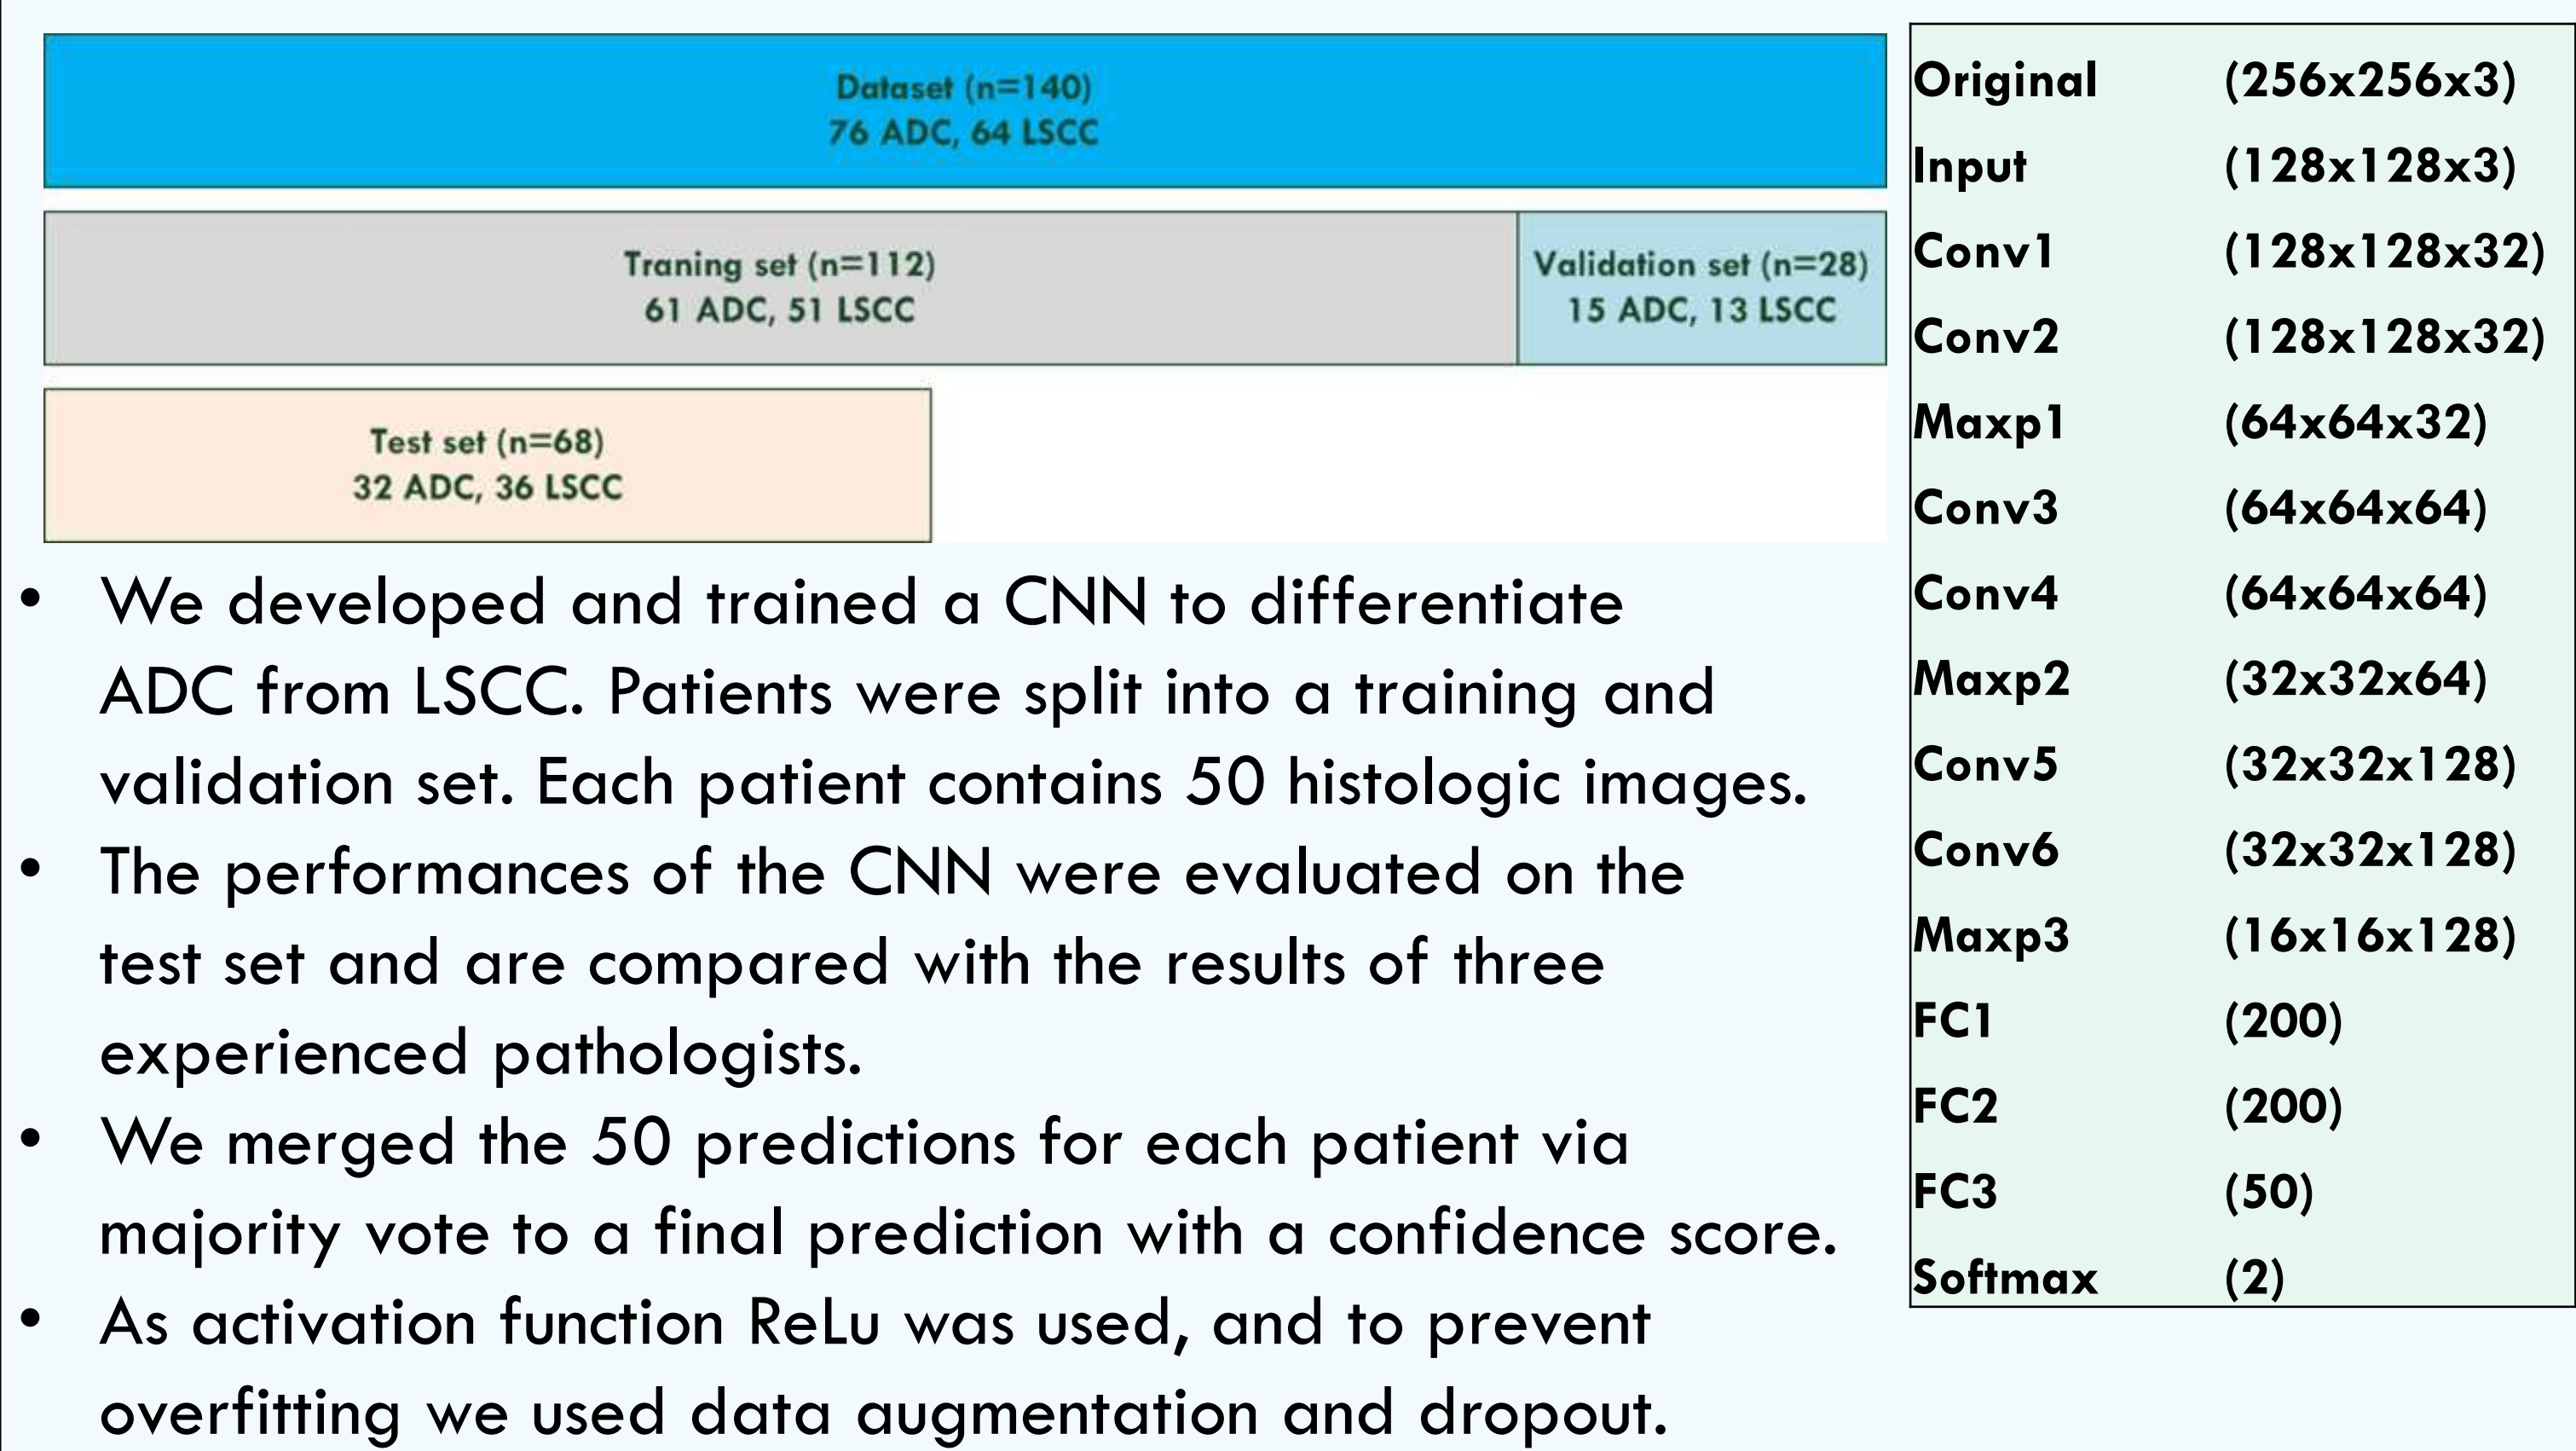 Dataset (n=140)
76 ADC, 64 LSCC
Traning set (n=112)
61 ADC, 51 LSCC
Validation set (n=28)
15 ADC, 13 LSCC
Test set (n=68)
32 ADC, 36 LSCC
• We developed and trained a CNN to differentiate
ADC from LSCC. Patients were split into a training and
validation set. Each patient contains 50 histologic images.
• The performances of the CNN were evaluated on the
test set and are compared with the results of three
experienced pathologists.
• We merged the 50 predictions for each patient via
majority vote to a final prediction with a confidence score.
• As activation function ReLu was used, and to prevent
overfitting we used data augmentation and dropout.
Original (256x256x3)
Input (128x128x3)
Conv1 (128x128x32)
Conv2 (128x128x32)
Maxp1 (64x64x32)
Conv3 (64x64x64)
Conv4 (64x64x64)
Maxp2 (32x32x64)
Conv5 (32x32x128)
Conv6 (32x32x128)
Maxp3 (16x16x128)
FC1 (200)
FC2 (200)
FC3 (50)
Softmax (2)